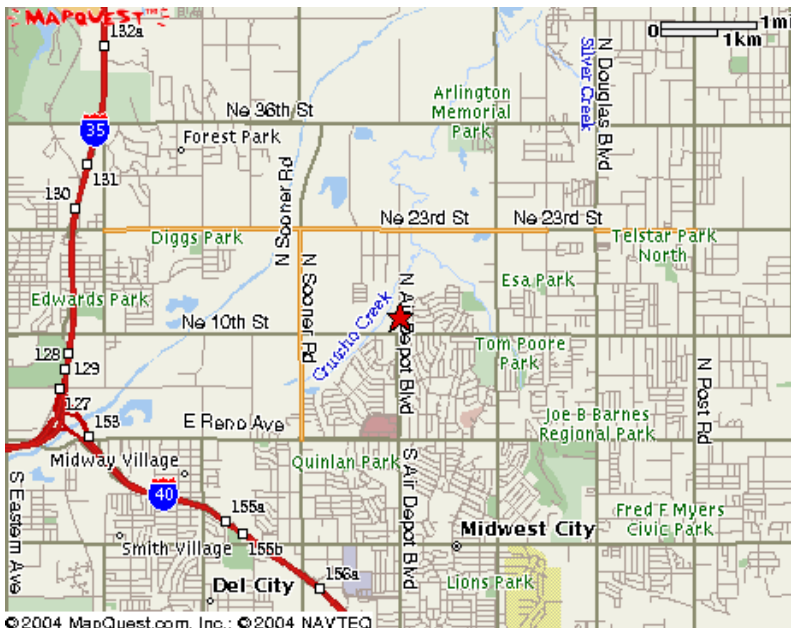 MAPQUEST™
132a
0
1mi
1km
N Douglas Blvd
Silver Creek
Arlington
Memorial
Park
Ne 36th St
35
Forest Park
131
130
N Sooner Rd
Ne 23rd St
Ne 23rd St
Diggs Park
Telstar Park
North
N Sooner Rd
Esa Park
Edwards Park
Crutcho Creek
N Air Depot Blvd
Ne 10th St
128
129
Tom Poore
Park
N Post Rd
127
153
E Reno Ave
Joe B Barnes
Regional Park
Midway Village
Quinlan Park
S Eastern Ave
40
155a
S Air Depot Blvd
Fred F Myers
Civic Park
Midwest City
Smith Village
155b
Del City
156a
Lions Park
©2004 MapQuest.com, Inc.; ©2004 NAVTEQ